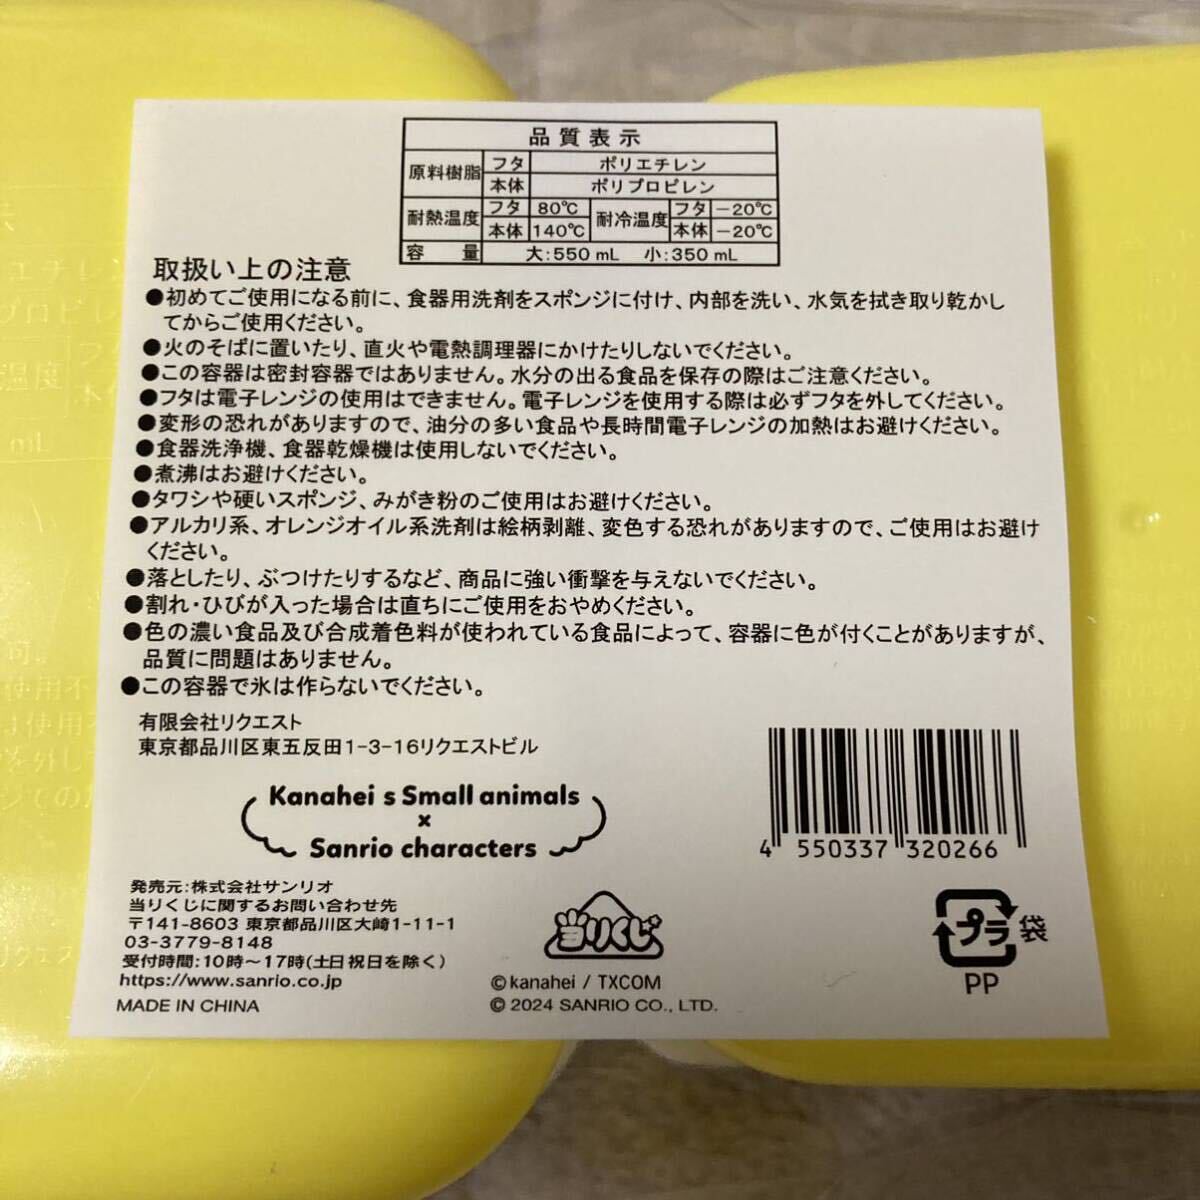 品質表示
原料樹脂 フタ ポリエチレン
本体 ポリプロピレン
耐熱温度 フタ 80℃ 耐冷温度 フタ -20℃
本体 140℃ 本体 -20℃
容量 大:550 mL 小:350 mL
取扱い上の注意
●初めてご使用になる前に、食器用洗剤をスポンジに付け、内部を洗い、水気を拭き取り乾かし
てからご使用ください。
●火のそばに置いたり、直火や電熱調理器にかけたりしないでください。
●この容器は密封容器ではありません。水分の出る食品を保存の際はご注意ください。
●フタは電子レンジの使用はできません。電子レンジを使用する際は必ずフタを外してください。
●変形の恐れがありますので、油分の多い食品や長時間電子レンジの加熱はお避けください。
●食器洗浄機、食器乾燥機は使用しないでください。
●煮沸はお避けください。
●タワシや硬いスポンジ、みがき粉のご使用はお避けください。
●アルカリ系、オレンジオイル系洗剤は絵柄剥離、変色する恐れがありますので、ご使用はお避け
ください。
●落としたり、ぶつけたりするなど、商品に強い衝撃を与えないでください。
●割れ・ひびが入った場合は直ちにご使用をおやめください。
●色の濃い食品及び合成着色料が使われている食品によって、容器に色が付くことがありますが、
品質に問題はありません。
●この容器で氷は作らないでください。
有限会社リクエスト
東京都品川区東五反田1-3-16リクエストビル
Kanahei s Small animals
×
Sanrio characters
4 550337 320266
発売元:株式会社サンリオ
当りくじに関するお問い合わせ先
〒141-8603 東京都品川区大崎1-11-1
03-3779-8148
受付時間:10時~17時(土日祝日を除く)
https://www.sanrio.co.jp
MADE IN CHINA
当りくじ
©kanahei / TXCOM
© 2024 SANRIO CO., LTD.
プラ 袋
PP